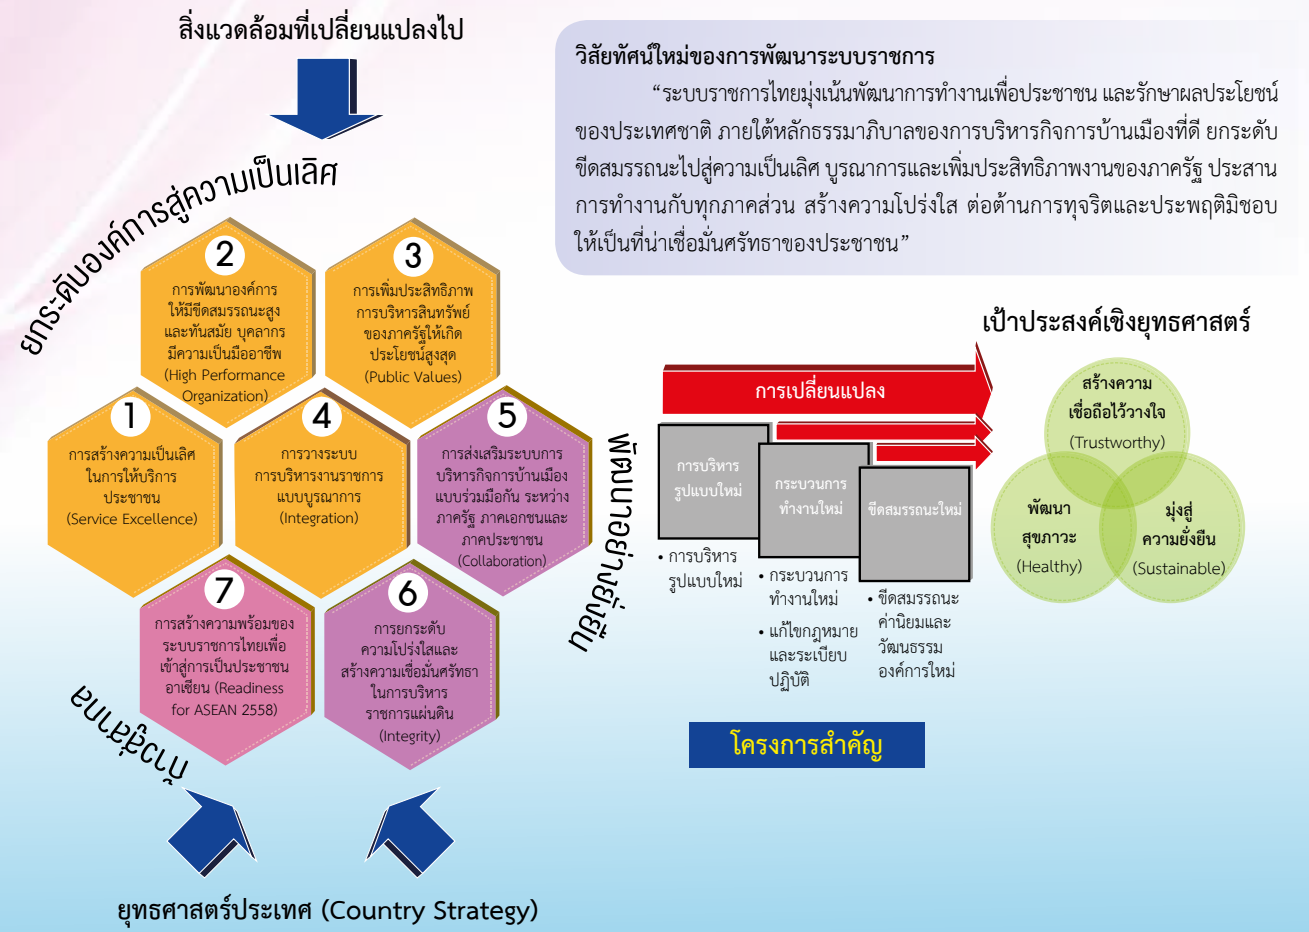 สิ่งแวดล้อมที่เปลี่ยนแปลงไป
วิสัยทัศน์ใหม่ของการพัฒนาระบบราชการ
“ระบบราชการไทยมุ่งเน้นพัฒนาการทำงานเพื่อประชาชน และรักษาผลประโยชน์
ของประเทศชาติ ภายใต้หลักธรรมาภิบาลของการบริหารกิจการบ้านเมืองที่ดี ยกระดับ
ขีดสมรรถนะไปสู่ความเป็นเลิศ บูรณาการและเพิ่มประสิทธิภาพงานของภาครัฐ ประสาน
การทำงานกับทุกภาคส่วน สร้างความโปร่งใส ต่อต้านการทุจริตและประพฤติมิชอบ
ให้เป็นที่น่าเชื่อมั่นศรัทธาของประชาชน”
ยกระดับองค์การสู่ความเป็นเลิศ
2
การพัฒนาองค์การ
ให้มีขีดสมรรถนะสูง
และทันสมัย บุคลากร
มีความเป็นมืออาชีพ
(High Performance
Organization)
3
การเพิ่มประสิทธิภาพ
การบริหารสินทรัพย์
ของภาครัฐให้เกิด
ประโยชน์สูงสุด
(Public Values)
1
การสร้างความเป็นเลิศ
ในการให้บริการ
ประชาชน
(Service Excellence)
4
การวางระบบ
การบริหารงานราชการ
แบบบูรณาการ
(Integration)
5
การส่งเสริมระบบการ
บริหารกิจการบ้านเมือง
แบบร่วมมือกัน ระหว่าง
ภาครัฐ ภาคเอกชนและ
ภาคประชาชน
(Collaboration)
พัฒนาอย่างยั่งยืน
7
การสร้างความพร้อมของ
ระบบราชการไทยเพื่อ
เข้าสู่การเป็นประชาชน
อาเซียน (Readiness
for ASEAN 2558)
6
การยกระดับ
ความโปร่งใสและ
สร้างความเชื่อมั่นศรัทธา
ในการบริหาร
ราชการแผ่นดิน
(Integrity)
ก้าวสู่สากล
ยุทธศาสตร์ประเทศ (Country Strategy)
การเปลี่ยนแปลง
การบริหาร
รูปแบบใหม่
กระบวนการ
ทำงานใหม่
ขีดสมรรถนะใหม่
• การบริหาร
รูปแบบใหม่
• กระบวนการ
ทำงานใหม่
• แก้ไขกฎหมาย
และระเบียบ
ปฏิบัติ
• ขีดสมรรถนะ
ค่านิยมและ
วัฒนธรรม
องค์การใหม่
เป้าประสงค์เชิงยุทธศาสตร์
สร้างความ
เชื่อถือไว้วางใจ
(Trustworthy)
พัฒนา
สุขภาวะ
(Healthy)
มุ่งสู่
ความยั่งยืน
(Sustainable)
โครงการสำคัญ